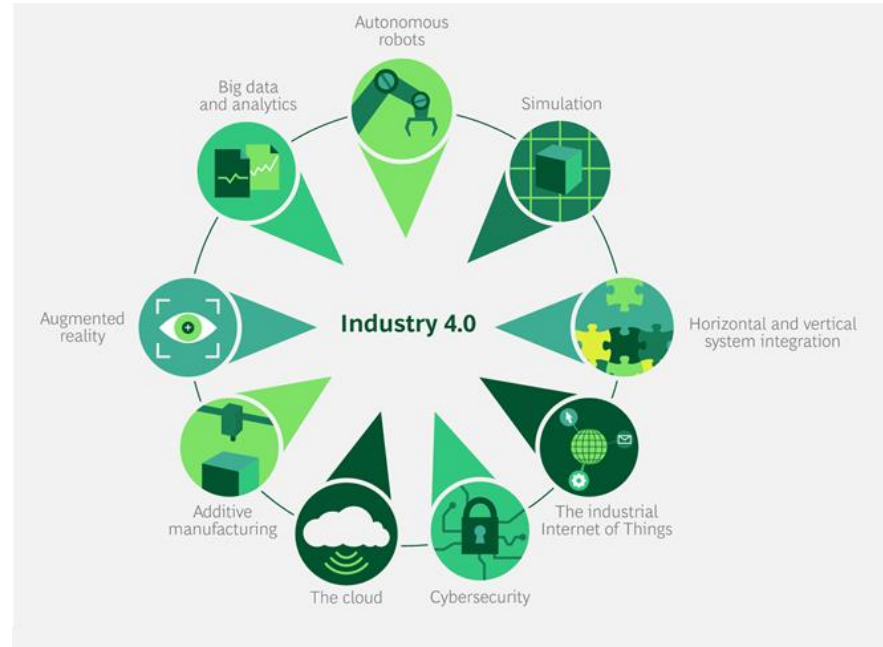 Autonomous
robots
Big data
and analytics
Simulation
Augmented
reality
Industry 4.0
Horizontal and vertical
system integration
Additive
manufacturing
The industrial
Internet of Things
The cloud
Cybersecurity